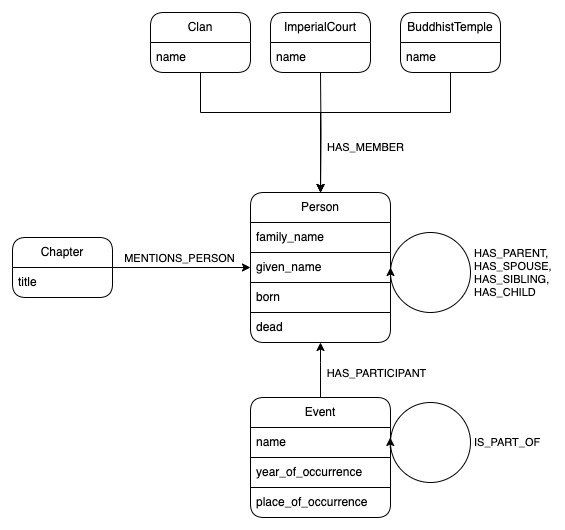 Clan
name
ImperialCourt
name
BuddhistTemple
name
HAS_MEMBER
Person
family_name
given_name
born
dead
Chapter
title
MENTIONS_PERSON
HAS_PARENT,
HAS_SPOUSE,
HAS_SIBLING,
HAS_CHILD
HAS_PARTICIPANT
Event
name
year_of_occurrence
place_of_occurrence
IS_PART_OF